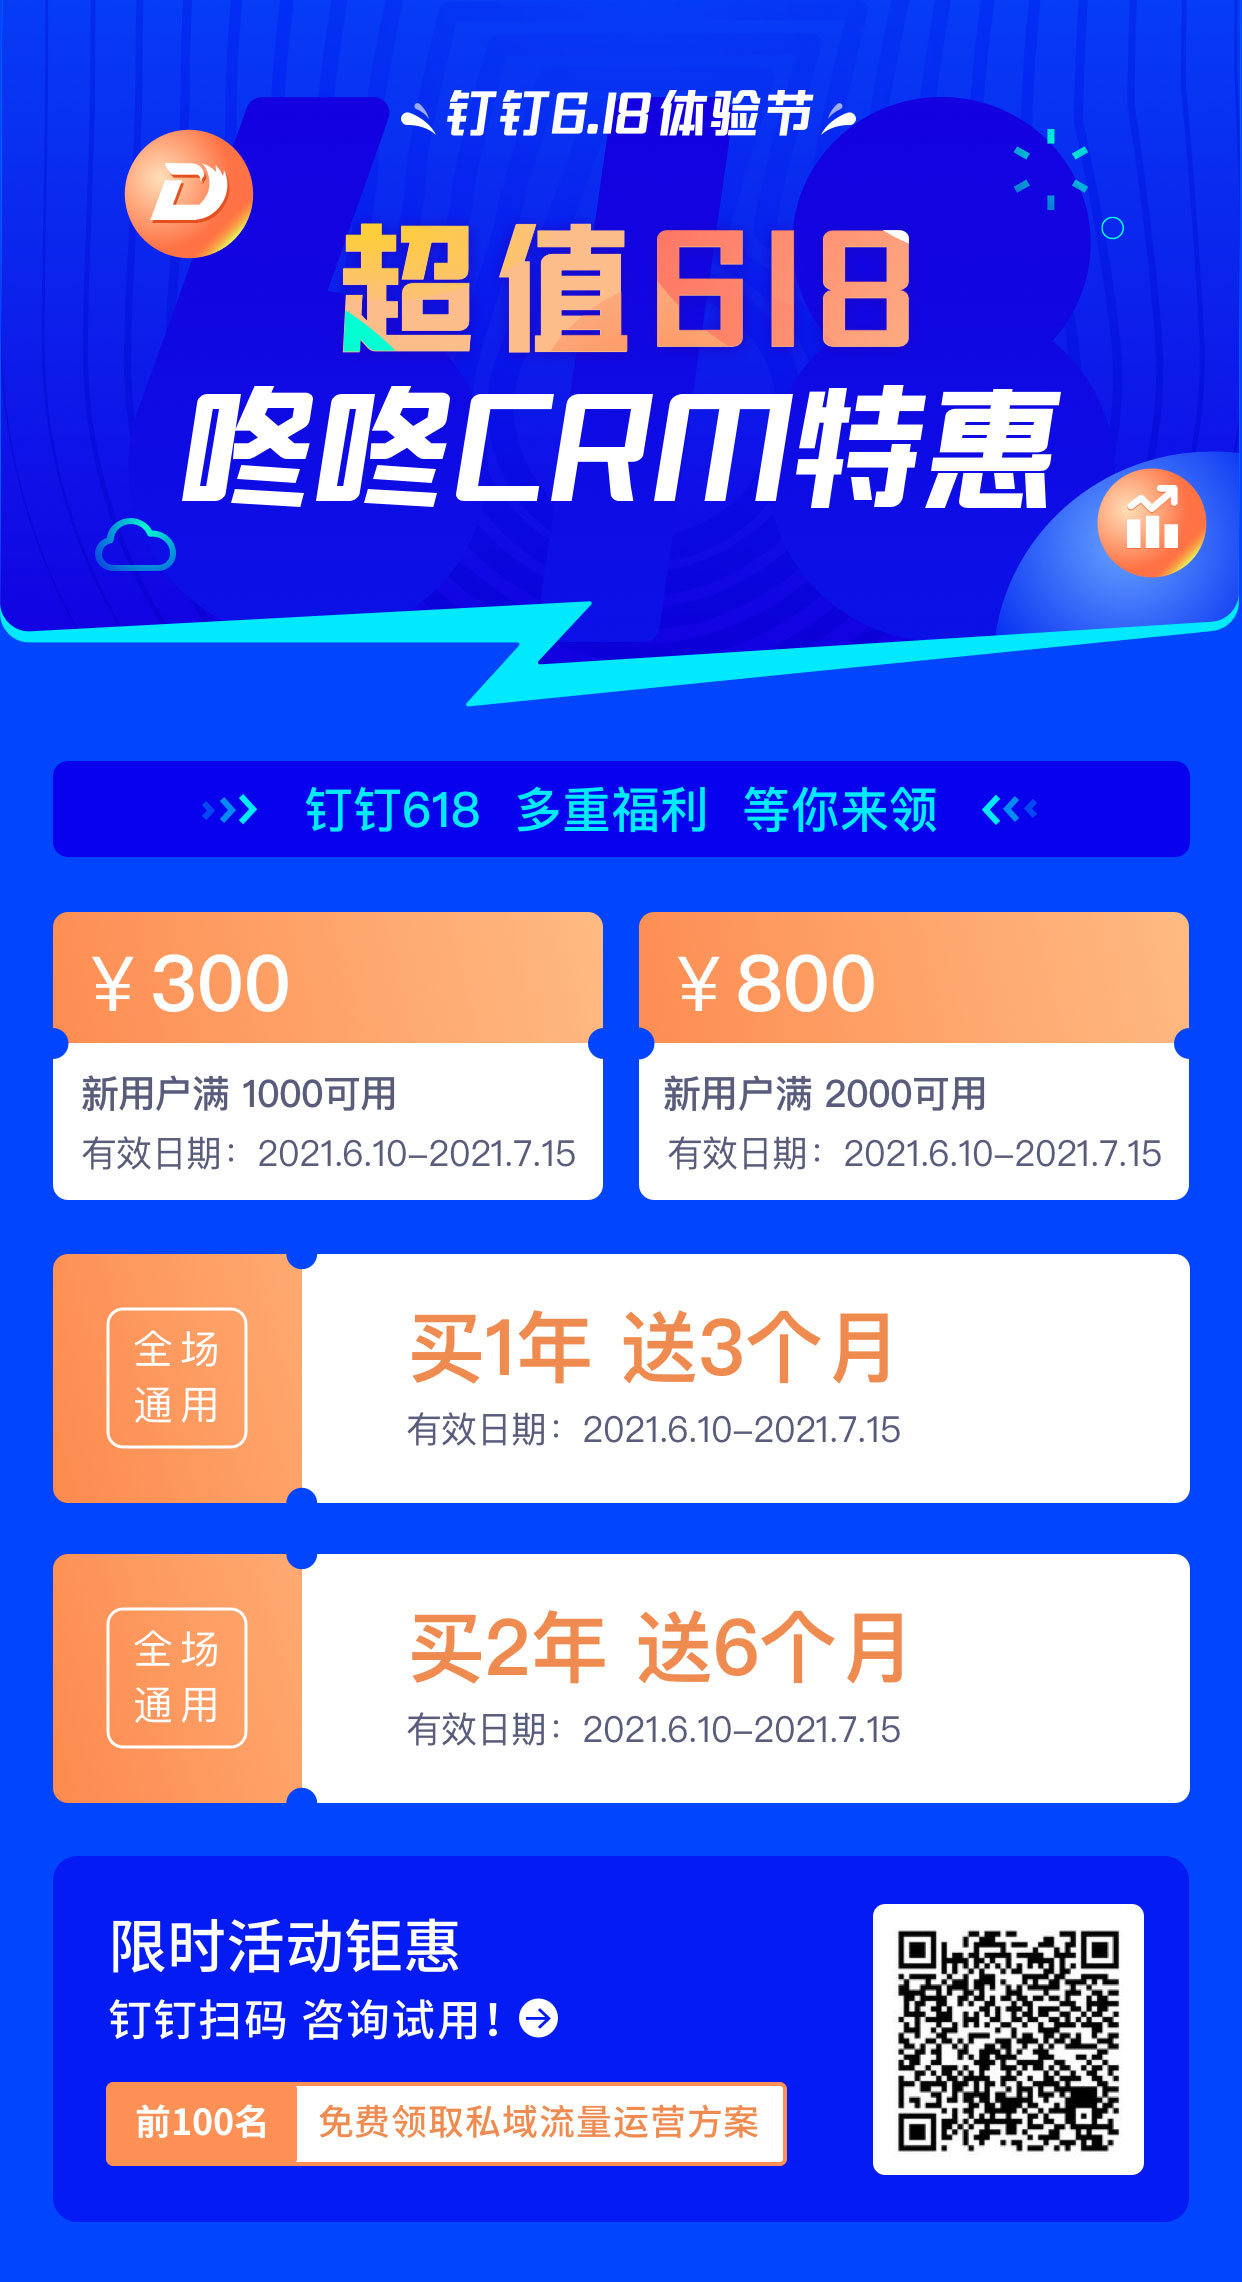 钉钉6.18体验节
超值618
咚咚CRM特惠
钉钉618 多重福利 等你来领
¥300
新用户满 1000可用
有效日期：2021.6.10-2021.7.15
¥800
新用户满 2000可用
有效日期：2021.6.10-2021.7.15
全场
通用
买1年 送3个月
有效日期：2021.6.10-2021.7.15
全场
通用
买2年 送6个月
有效日期：2021.6.10-2021.7.15
限时活动钜惠
钉钉扫码 咨询试用！
前100名 免费领取私域流量运营方案